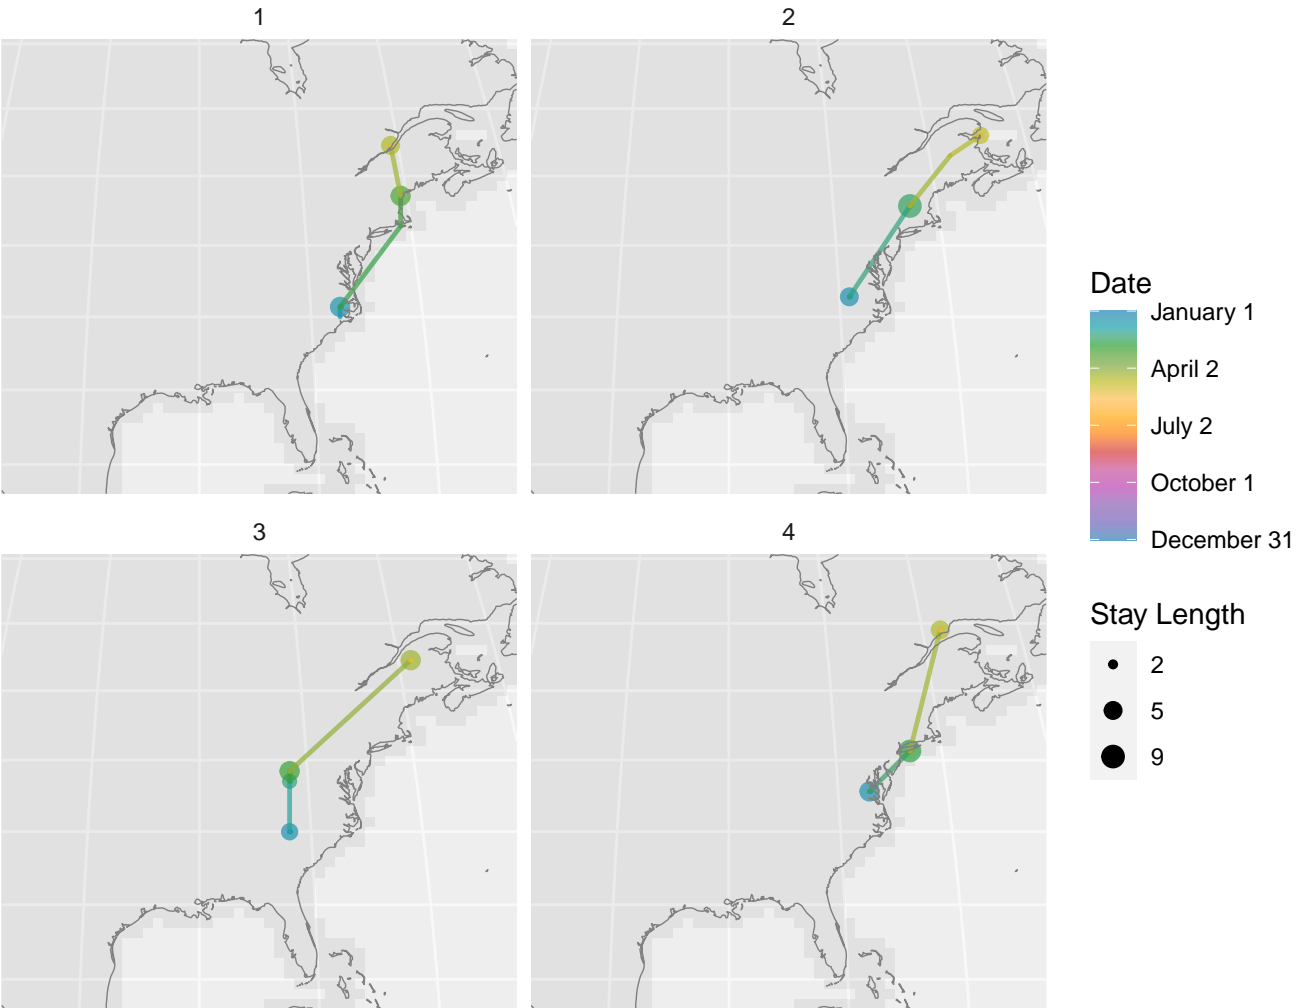 1
2
3
4
Date
January 1
April 2
July 2
October 1
December 31
Stay Length
2
5
9